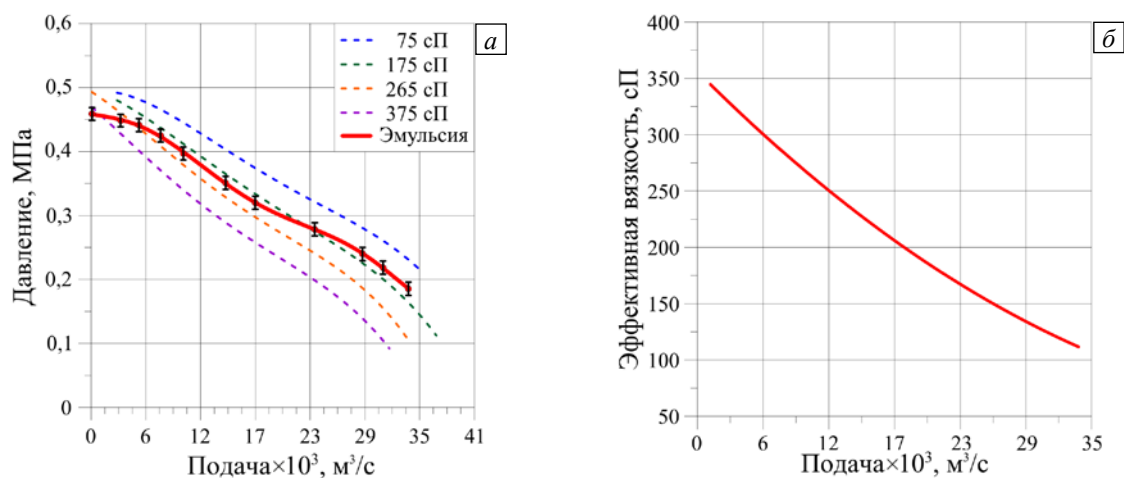 0,6
0,5
0,4
0,3
0,2
0,1
0
Давление, МПа
а
75 сП
175 сП
265 сП
375 сП
Эмульсия
0 6 12 17 23 29 35 41
Подача×10³, м³/с
400
350
300
250
200
150
100
50
Эффективная вязкость, сП
б
0 6 12 17 23 29 35
Подача×10³, м³/с